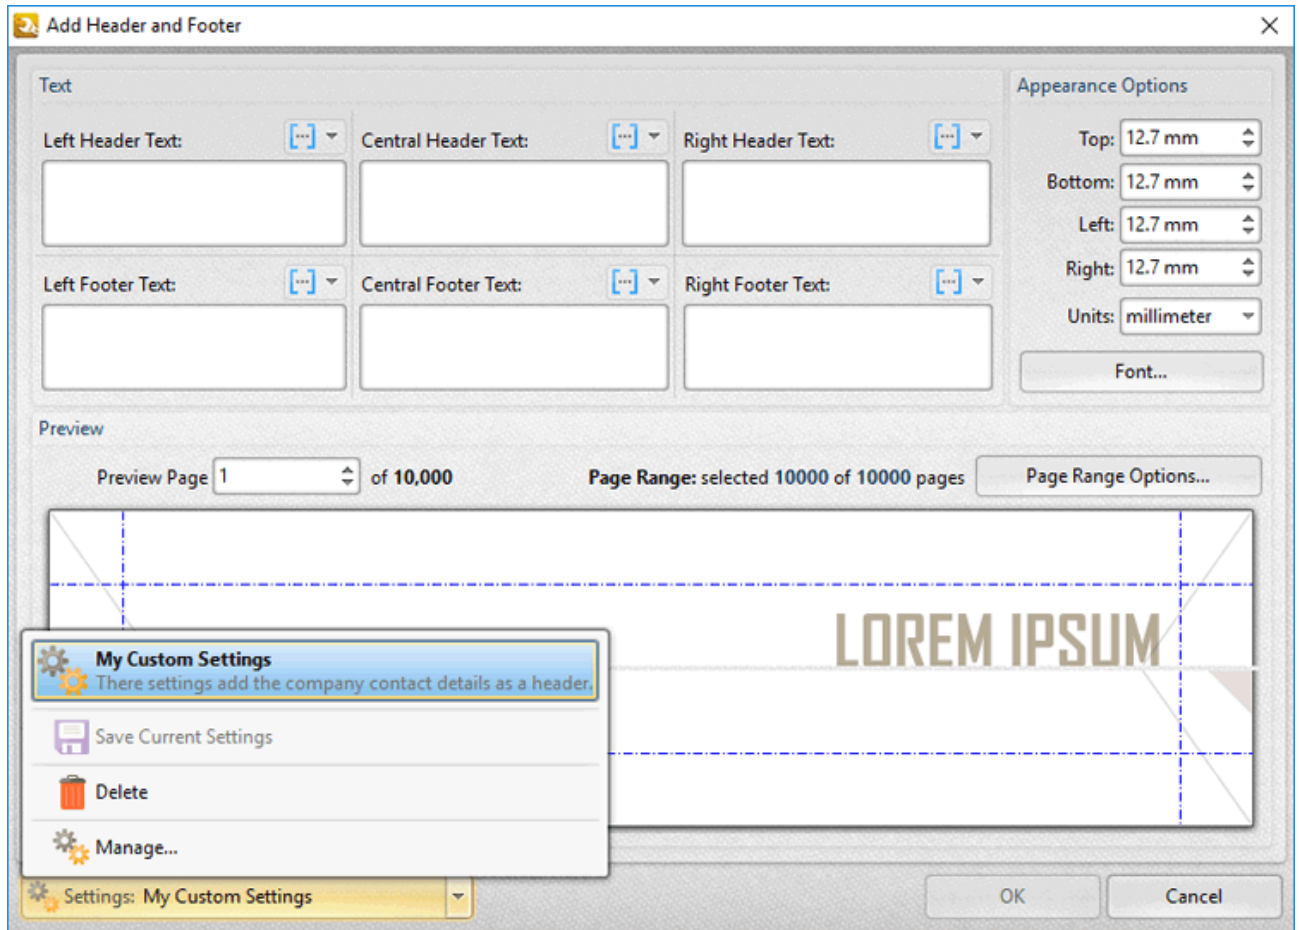 Add Header and Footer
Text
Appearance Options
Left Header Text:
Central Header Text:
Right Header Text:
Top: 12.7 mm
Bottom: 12.7 mm
Left: 12.7 mm
Right: 12.7 mm
Left Footer Text:
Central Footer Text:
Right Footer Text:
Units: millimeter
Font...
Preview
Preview Page 1 of 10,000
Page Range: selected 10000 of 10000 pages
Page Range Options...
LOREM IPSUM
My Custom Settings
There settings add the company contact details as a header.
Save Current Settings
Delete
Manage...
Settings: My Custom Settings
OK
Cancel